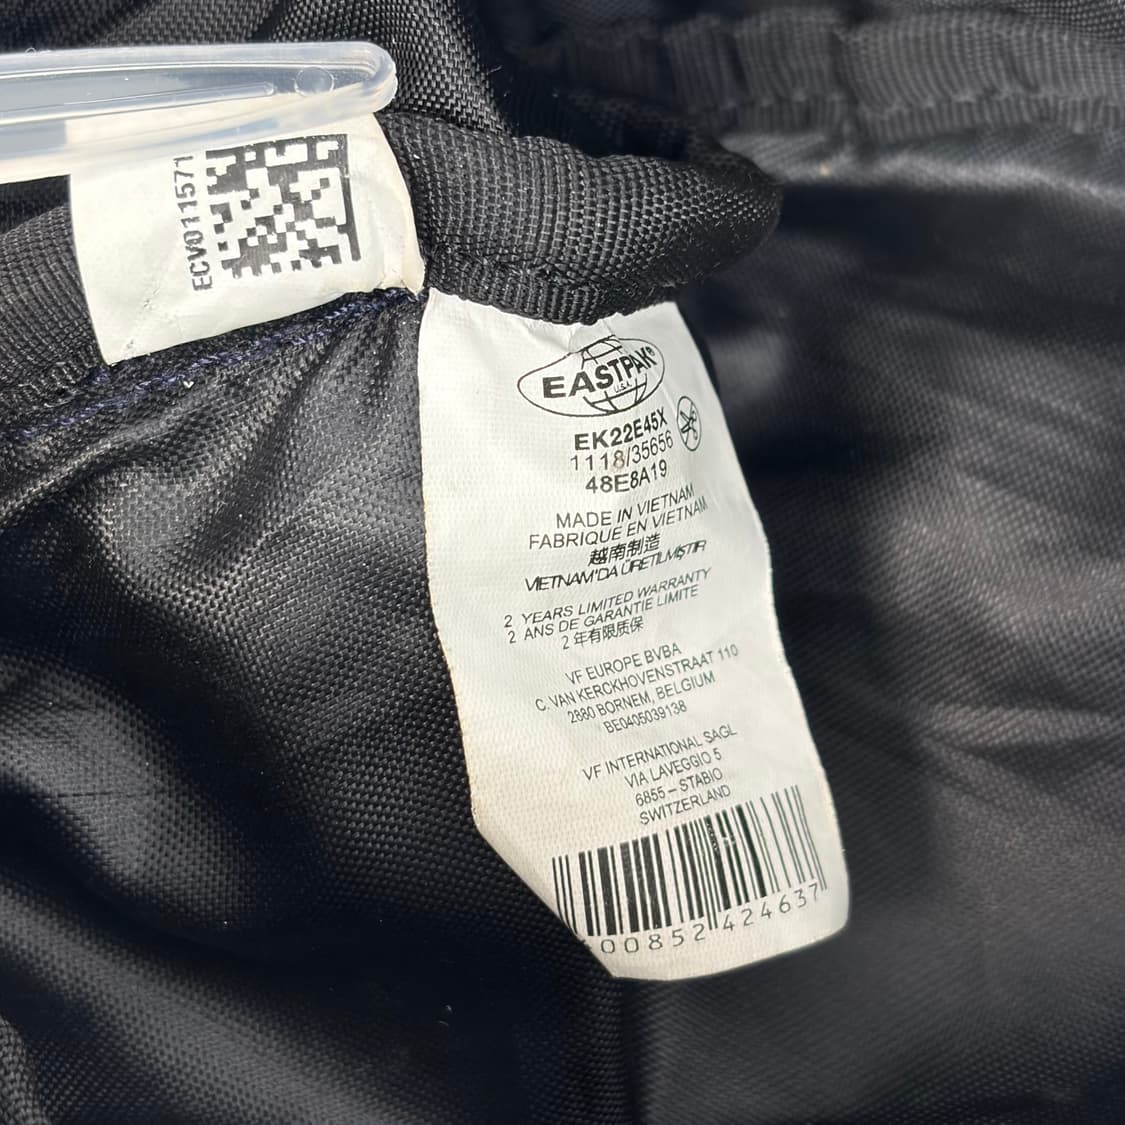 ECV011571
EASTPAK®
U.S.A.
EK22E45X
1118/35656
48E8A19
MADE IN VIETNAM
FABRIQUE EN VIETNAM
越南制造
VIETNAM'DA ÜRETILMIŞTIR
2 YEARS LIMITED WARRANTY
2 ANS DE GARANTIE LIMITE
2 年有限质保
VF EUROPE BVBA
C. VAN KERCKHOVENSTRAAT 110
2880 BORNEM, BELGIUM
BE0405039138
VF INTERNATIONAL SAGL
VIA LAVEGGIO 5
6855 – STABIO
SWITZERLAND
00852 424637